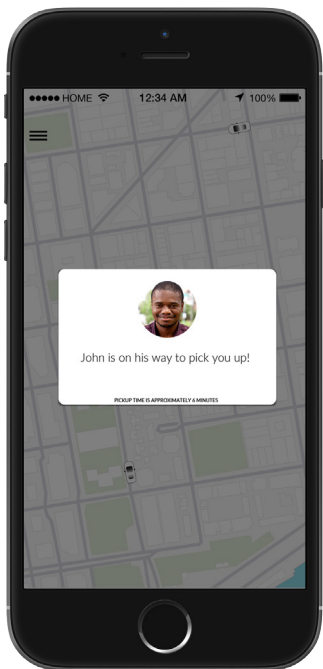 HOME 12:34 AM 100%
John is on his way to pick you up!
PICKUP TIME IS APPROXIMATELY 6 MINUTES